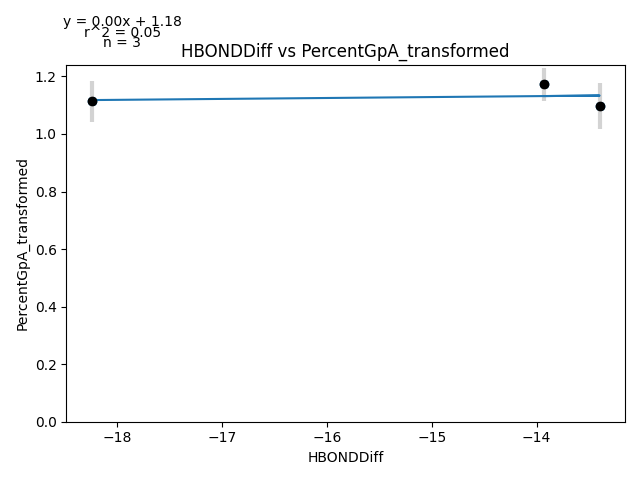 y = 0.00x + 1.18
r^2 = 0.05
n = 3
HBONDDiff vs PercentGpA_transformed
1.2
1.0
0.8
0.6
0.4
0.2
0.0
PercentGpA_transformed
−18
−17
−16
−15
−14
HBONDDiff